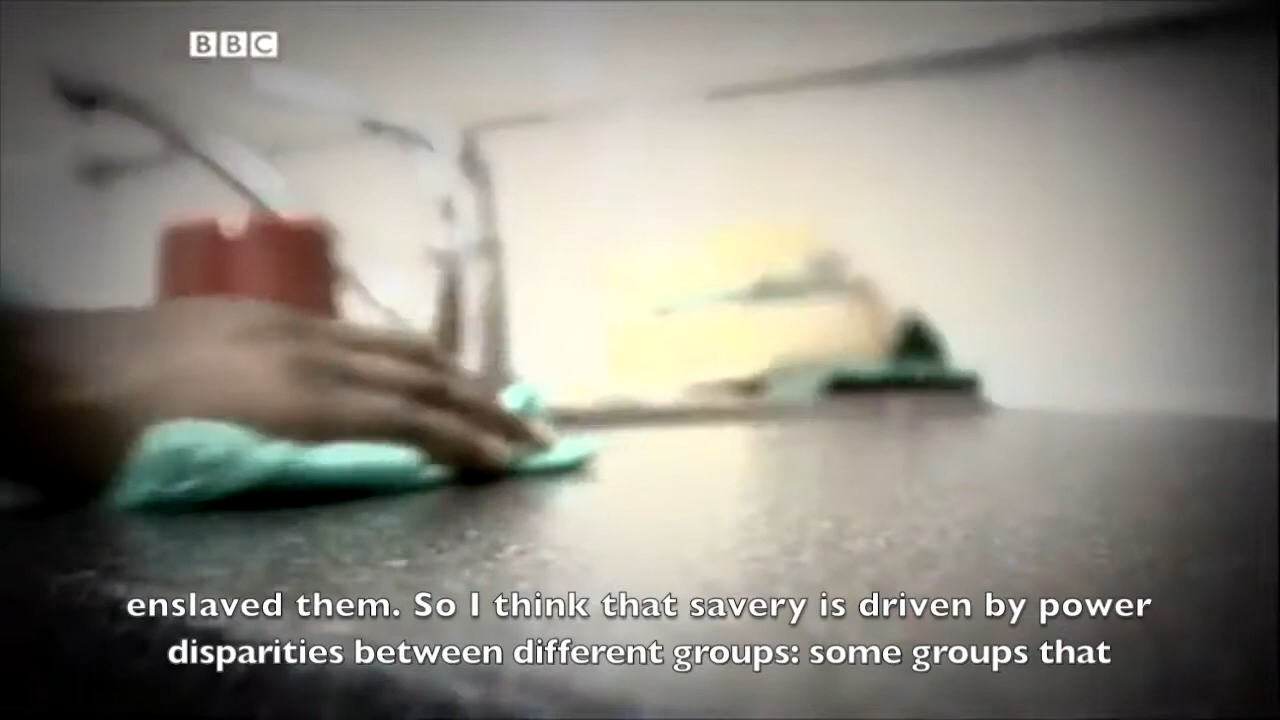 BBC
enslaved them. So I think that savery is driven by power
disparities between different groups: some groups that